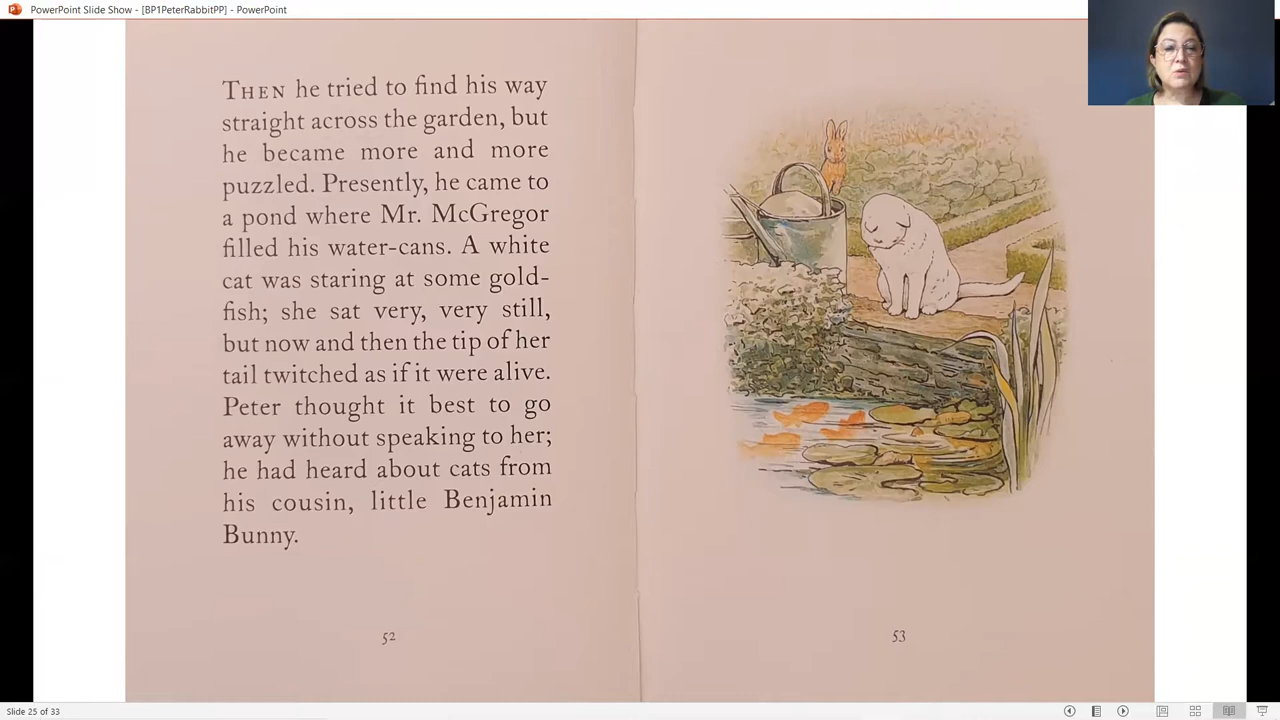 PowerPoint Slide Show - [BP1PeterRabbitPP] - PowerPoint
THEN he tried to find his way
straight across the garden, but
he became more and more
puzzled. Presently, he came to
a pond where Mr. McGregor
filled his water-cans. A white
cat was staring at some gold-
fish; she sat very, very still,
but now and then the tip of her
tail twitched as if it were alive.
Peter thought it best to go
away without speaking to her;
he had heard about cats from
his cousin, little Benjamin
Bunny.
52
53
Slide 25 of 33